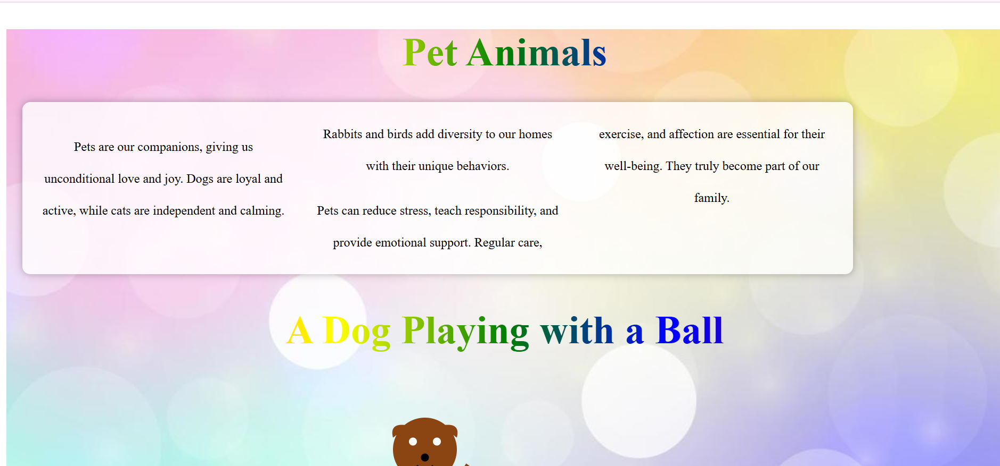 Pet Animals
Pets are our companions, giving us
unconditional love and joy. Dogs are loyal and
active, while cats are independent and calming.
Rabbits and birds add diversity to our homes
with their unique behaviors.
Pets can reduce stress, teach responsibility, and
provide emotional support. Regular care,
exercise, and affection are essential for their
well-being. They truly become part of our
family.
A Dog Playing with a Ball